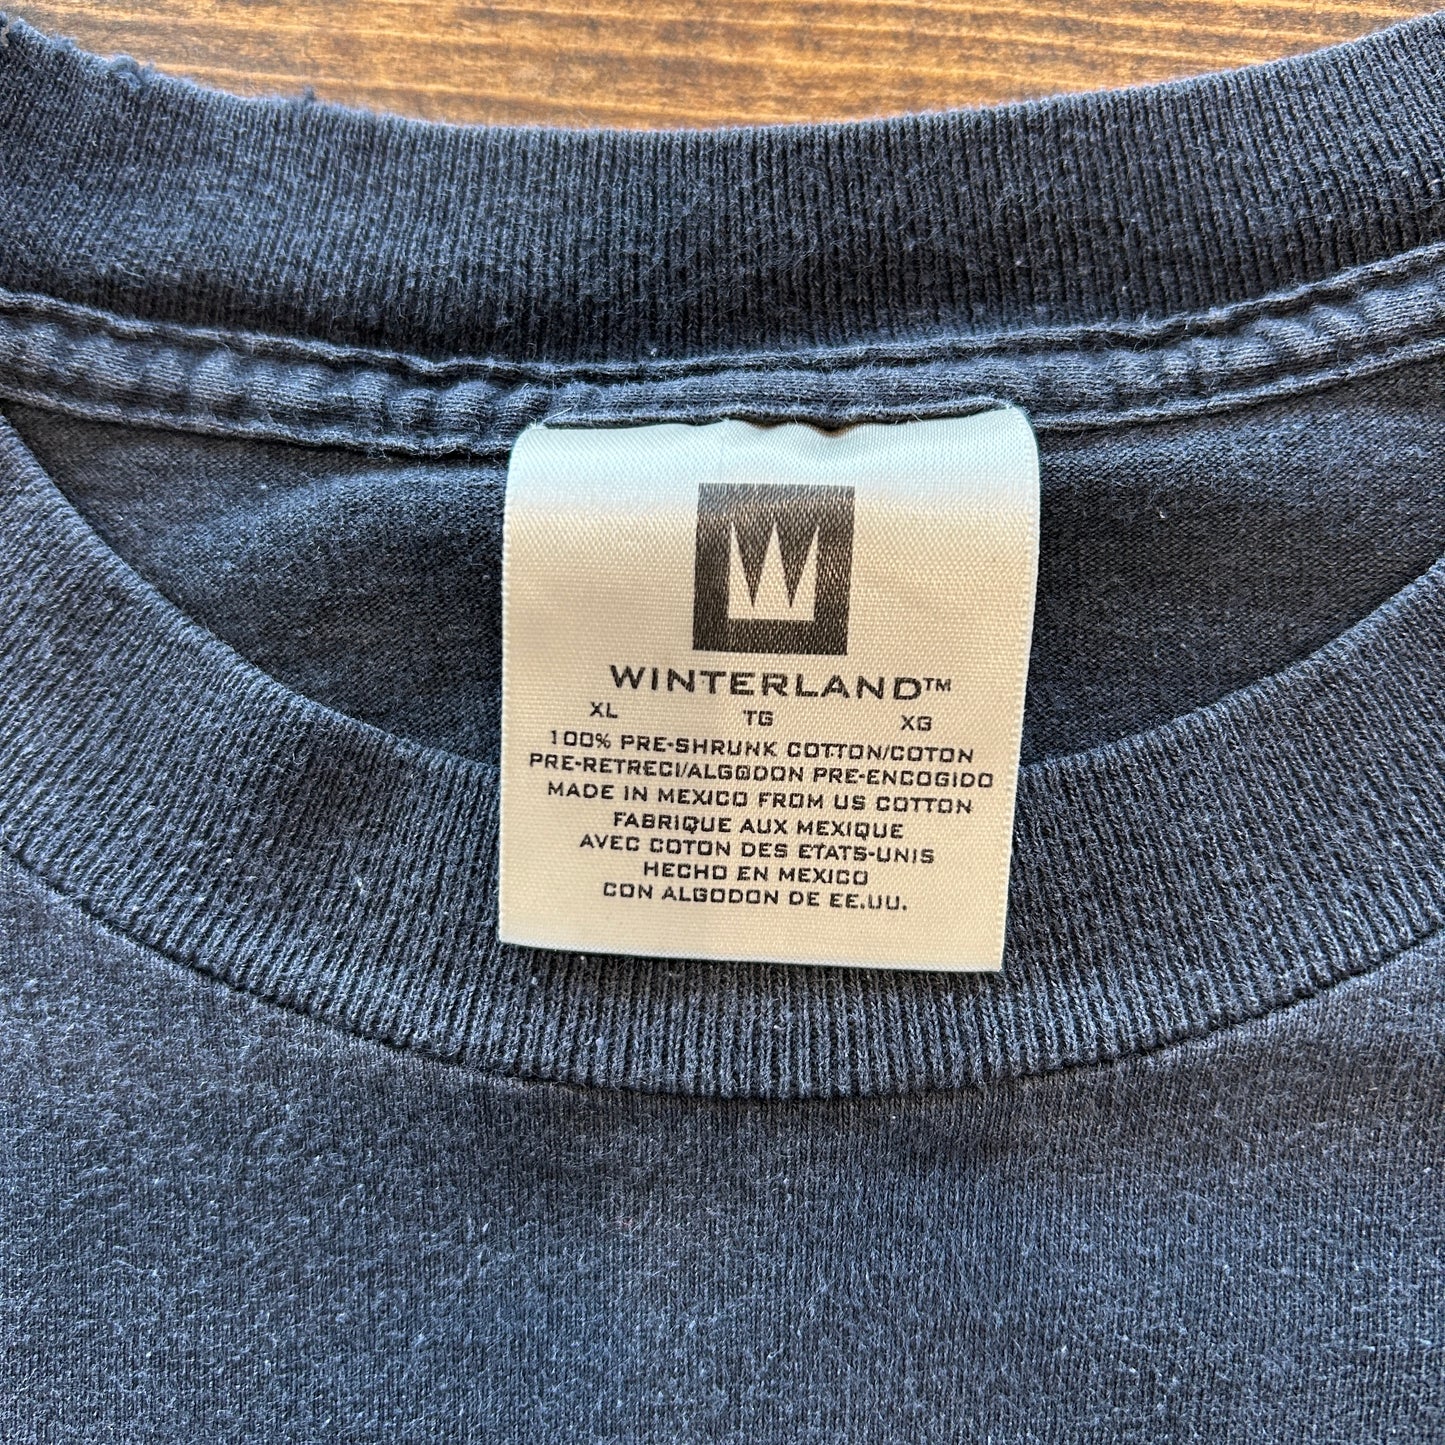 W
WINTERLAND™
XL TG XG
100% PRE-SHRUNK COTTON/COTON
PRE-RETRECI/ALGODON PRE-ENCOGIDO
MADE IN MEXICO FROM US COTTON
FABRIQUE AUX MEXIQUE
AVEC COTON DES ETATS-UNIS
HECHO EN MEXICO
CON ALGODON DE EE.UU.